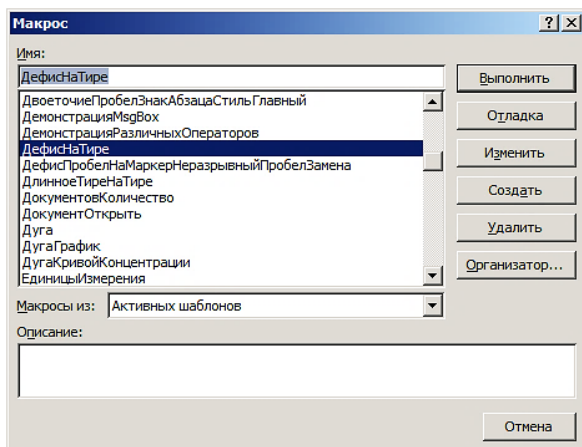 Макрос
Имя:
ДефисНаТире
Выполнить
ДвоеточиеПробелЗнакАбзацаСтильГлавный
ДемонстрацияMsgBox
Отладка
ДемонстрацияРазличныхОператоров
ДефисНаТире
Изменить
ДефисПробелНаМаркерНеразрывныйПробелЗамена
ДлинноеТиреНаТире
Создать
ДокументовКоличество
ДокументОткрыть
Удалить
Дуга
ДугаГрафик
Организатор...
ДугаКривойКонцентрации
ЕдиницыИзмерения
Макросы из: Активных шаблонов
Описание:
Отмена